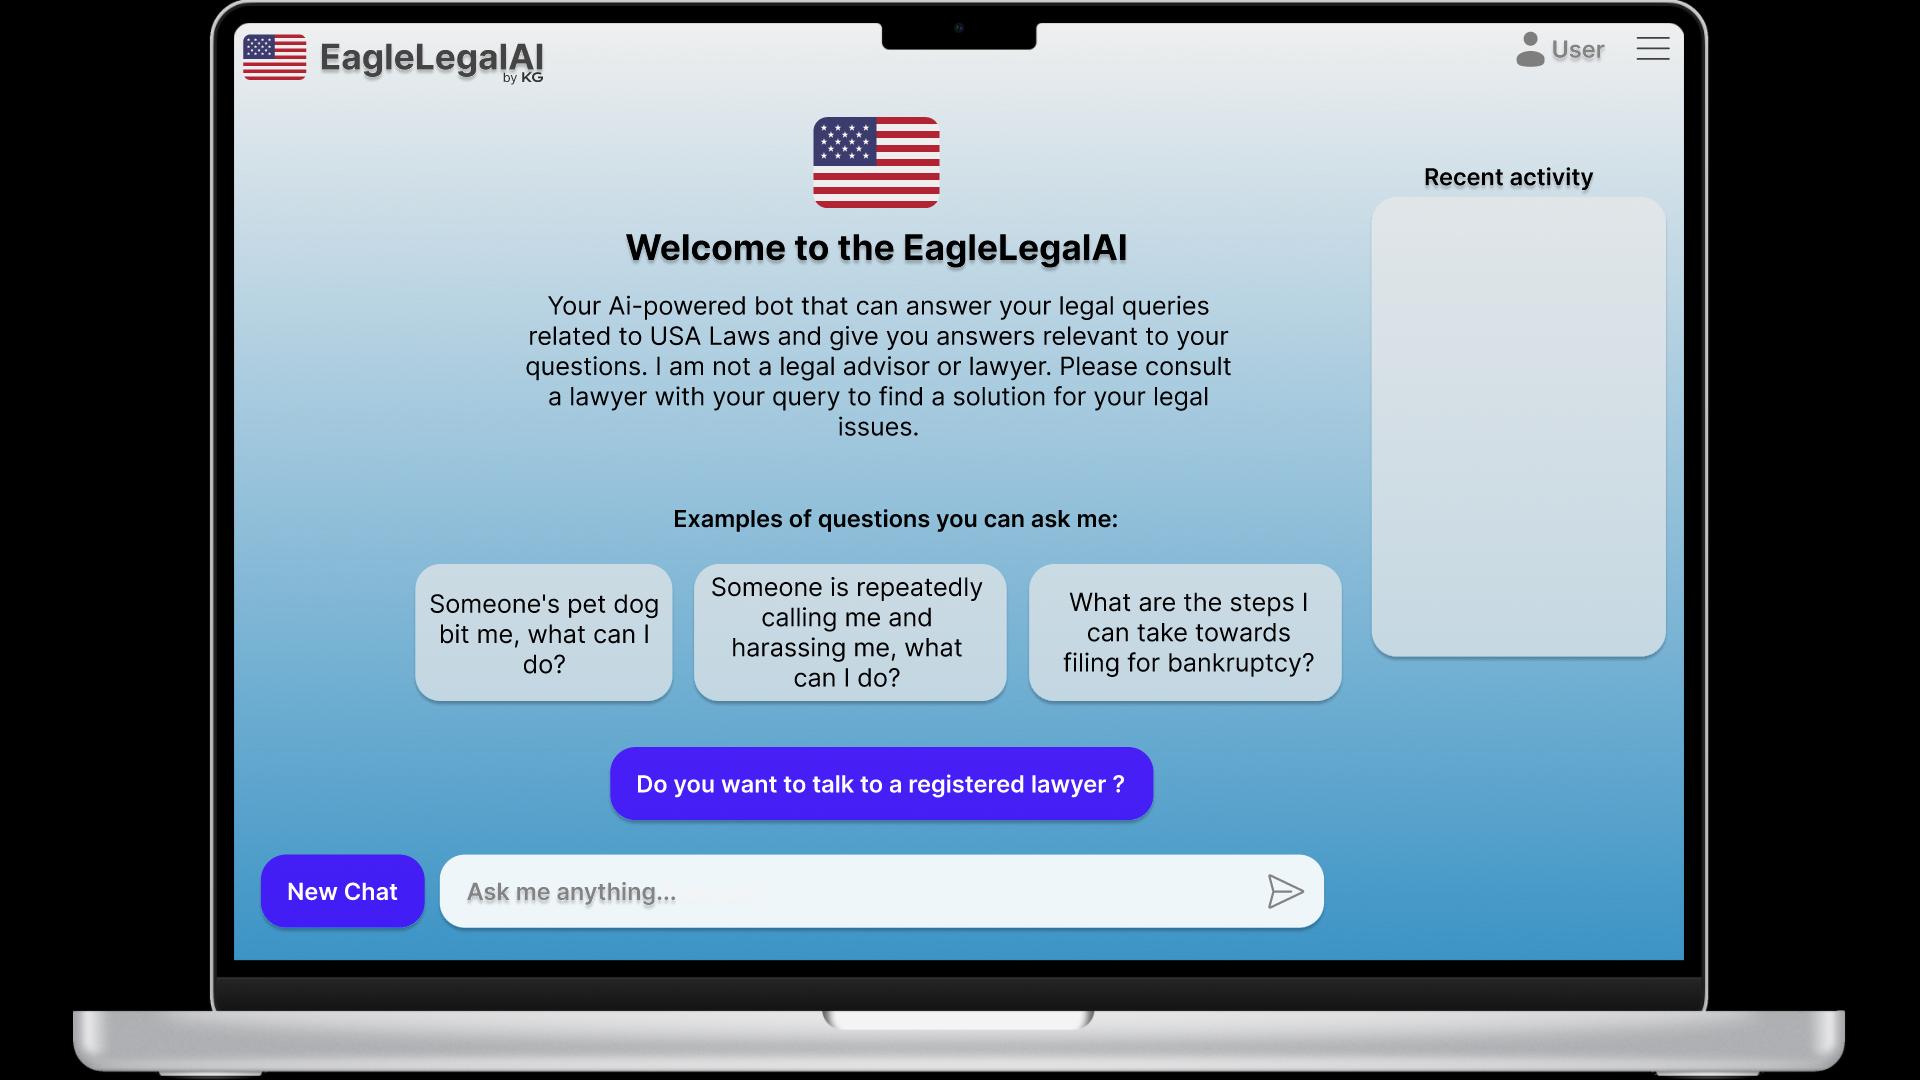 EagleLegalAI
by KG
User
Welcome to the EagleLegalAI
Your Ai-powered bot that can answer your legal queries
related to USA Laws and give you answers relevant to your
questions. I am not a legal advisor or lawyer. Please consult
a lawyer with your query to find a solution for your legal
issues.
Recent activity
Examples of questions you can ask me:
Someone's pet dog
bit me, what can I
do?
Someone is repeatedly
calling me and
harassing me, what
can I do?
What are the steps I
can take towards
filing for bankruptcy?
Do you want to talk to a registered lawyer ?
New Chat
Ask me anything...